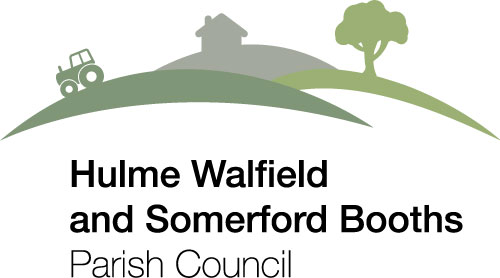 Hulme Walfield
and Somerford Booths
Parish Council